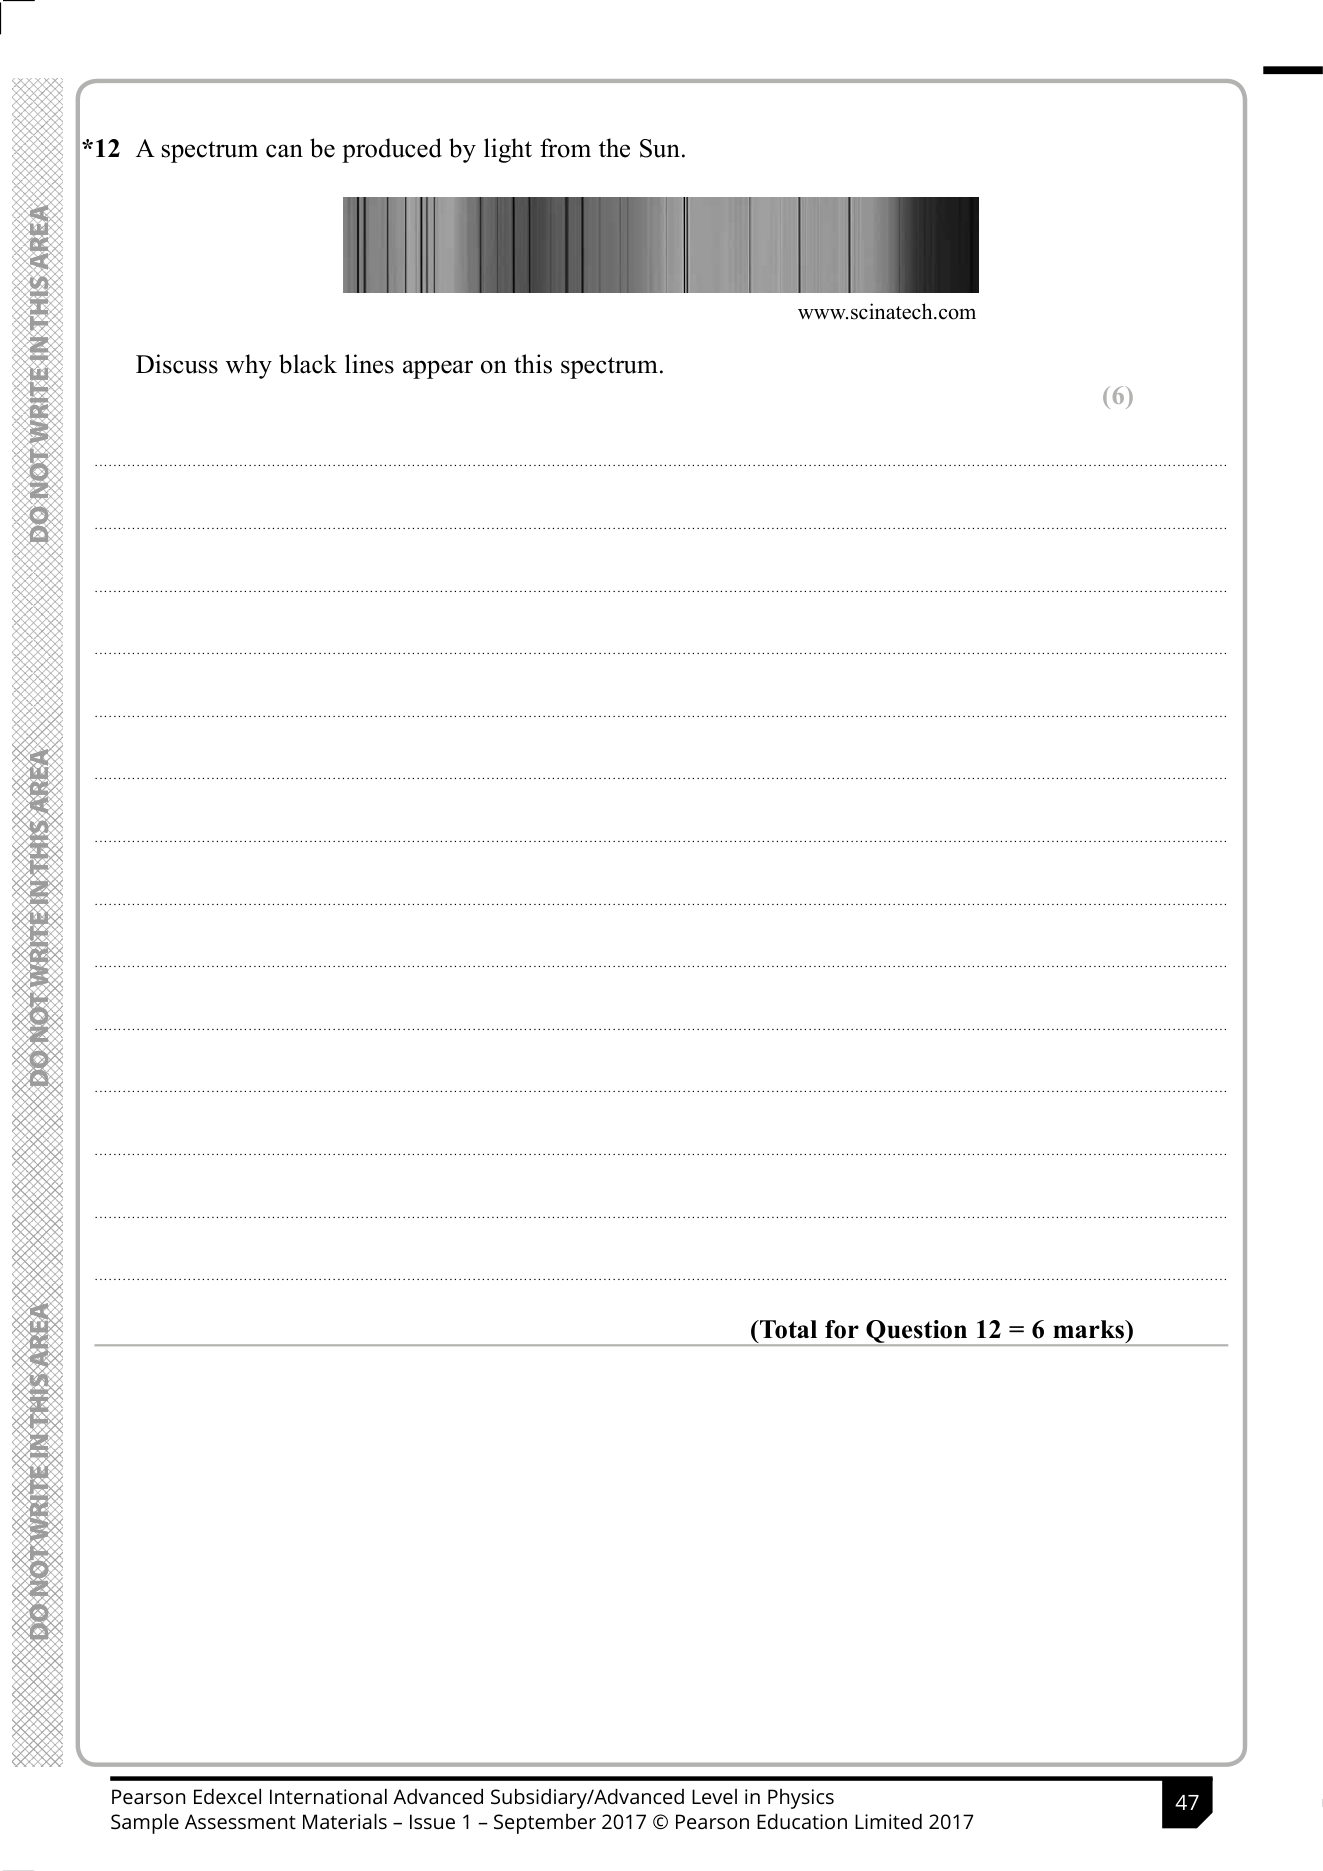 DO NOT WRITE IN THIS AREA
DO NOT WRITE IN THIS AREA
DO NOT WRITE IN THIS AREA
*12 A spectrum can be produced by light from the Sun.
www.scinatech.com
Discuss why black lines appear on this spectrum.
(6)
(Total for Question 12 = 6 marks)
Pearson Edexcel International Advanced Subsidiary/Advanced Level in Physics
Sample Assessment Materials – Issue 1 – September 2017 © Pearson Education Limited 2017
47